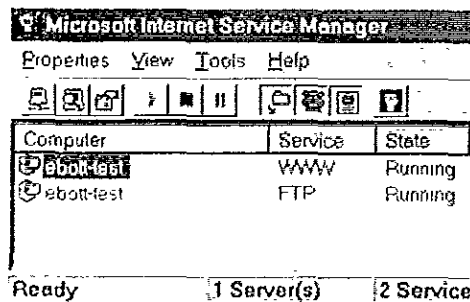 Microsoft Internet Service Manager
Properties View Tools Help
Computer Service State
ebott-test WWW Running
ebott-test FTP Running
Ready 1 Server(s) 2 Service